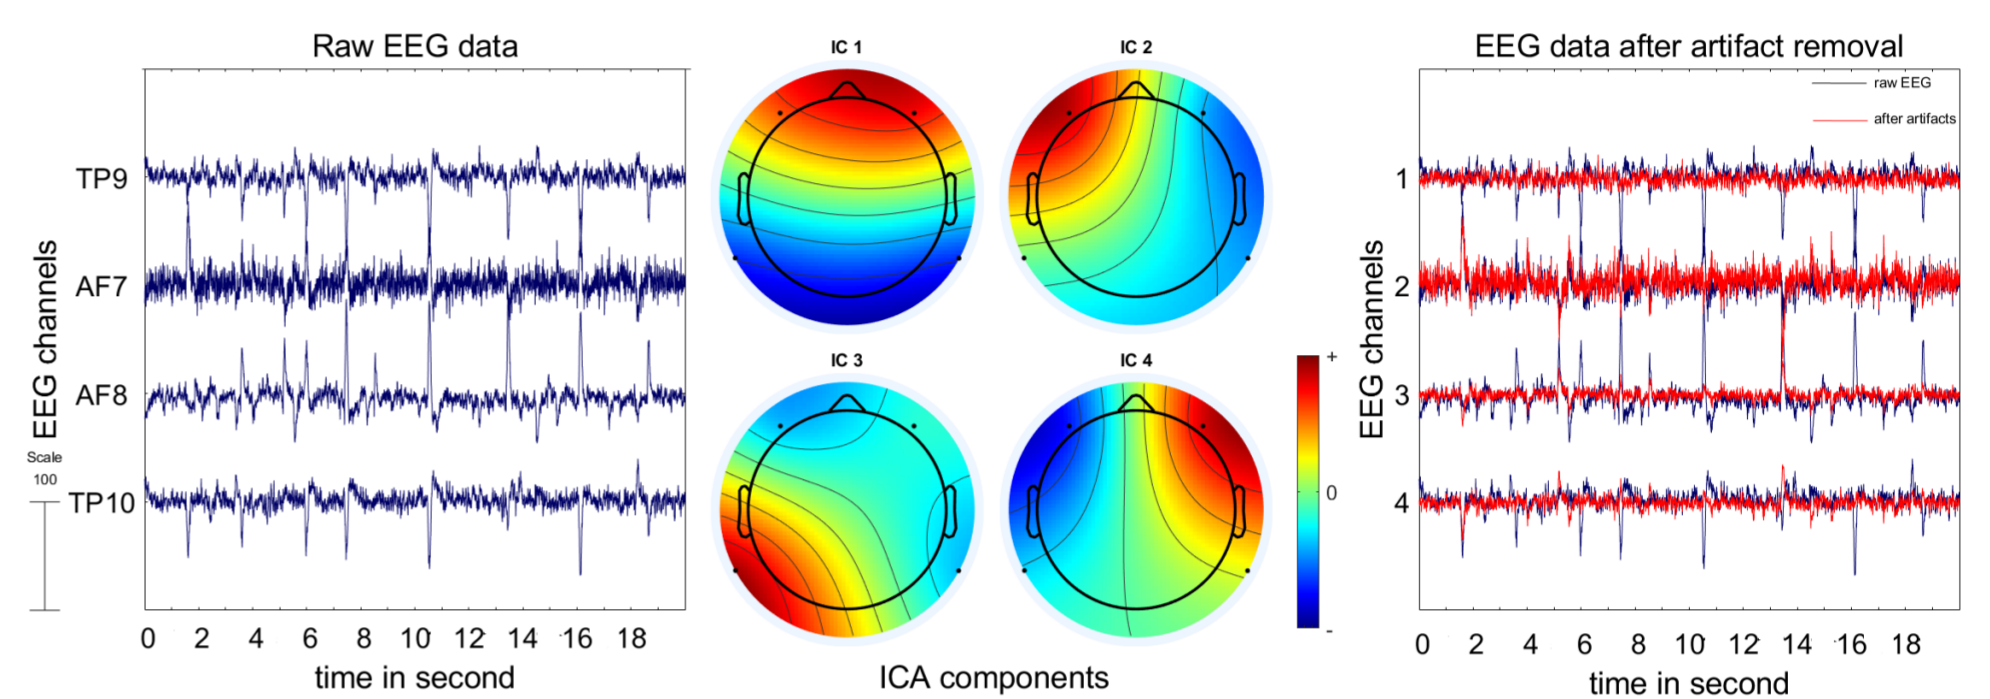 Raw EEG data
EEG channels
TP9
AF7
AF8
TP10
Scale
100
0 2 4 6 8 10 12 14 16 18
time in second
IC 1
IC 2
IC 3
IC 4
+
0
-
ICA components
EEG data after artifact removal
raw EEG
after artifacts
EEG channels
1
2
3
4
0 2 4 6 8 10 12 14 16 18
time in second